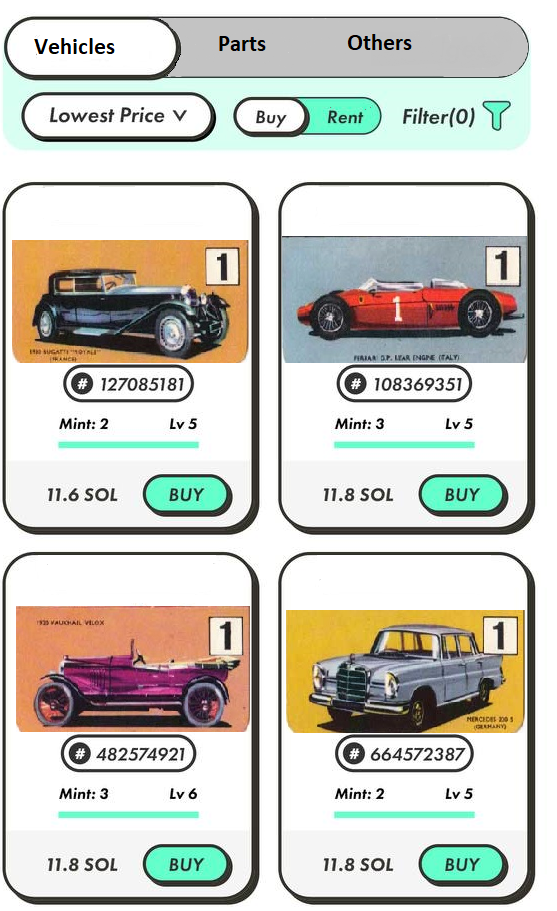 Vehicles Parts Others
Lowest Price Buy Rent Filter(0)
1
1930 BUGATTI "ROYALE"
(FRANCE)
# 127085181
Mint: 2 Lv 5
11.6 SOL BUY
1
1
FERRARI G.P. REAR ENGINE (ITALY)
# 108369351
Mint: 3 Lv 5
11.8 SOL BUY
1925 VAUXHALL VELOX
1
# 482574921
Mint: 3 Lv 6
11.8 SOL BUY
1
MERCEDES 220 S
(GERMANY)
# 664572387
Mint: 2 Lv 5
11.8 SOL BUY